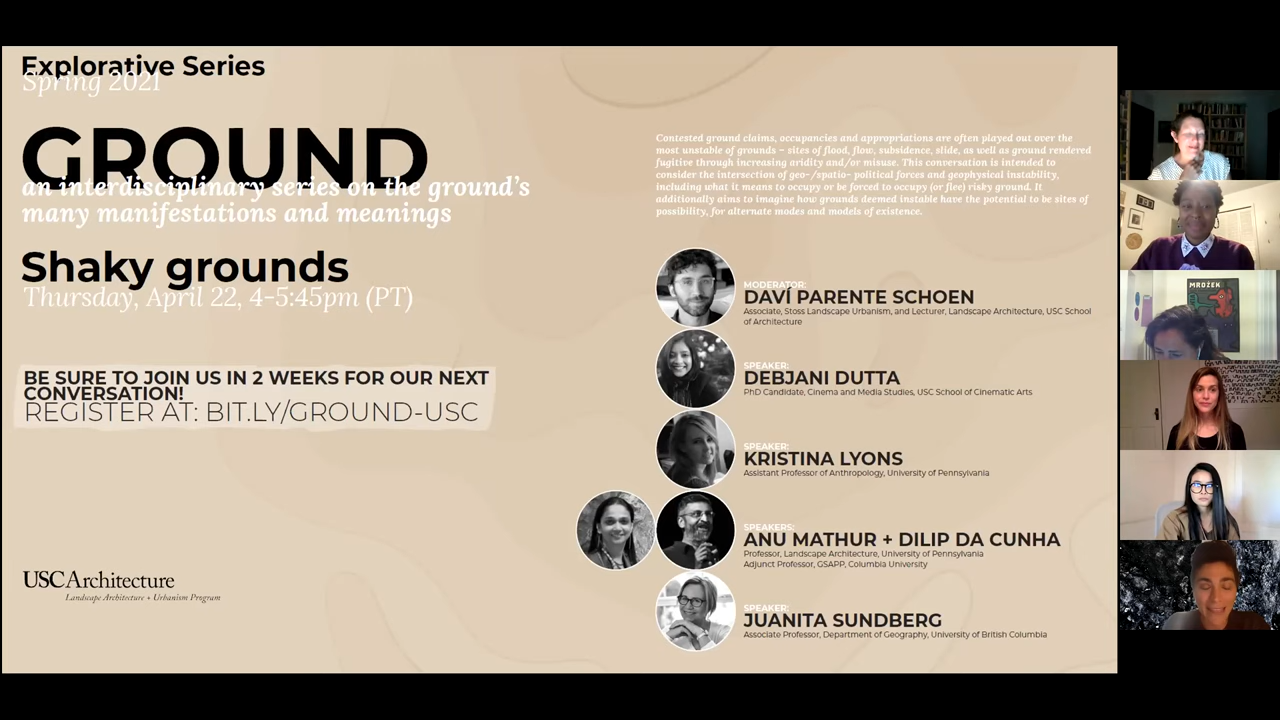 Explorative Series
Spring 2021
GROUND
an interdisciplinary series on the ground's
many manifestations and meanings
Shaky grounds
Thursday, April 22, 4-5:45pm (PT)
BE SURE TO JOIN US IN 2 WEEKS FOR OUR NEXT
CONVERSATION!
REGISTER AT: BIT.LY/GROUND-USC
USC Architecture
Landscape Architecture + Urbanism Program
Contested ground claims, occupancies and appropriations are often played out over the
most unstable of grounds – sites of flood, flow, subsidence, slide, as well as ground rendered
fugitive through increasing aridity and/or misuse. This conversation is intended to
consider the intersection of geo-/spatio- political forces and geophysical instability,
including what it means to occupy or be forced to occupy (or flee) risky ground. It
additionally aims to imagine how grounds deemed instable have the potential to be sites of
possibility, for alternate modes and models of existence.
MODERATOR:
DAVÍ PARENTE SCHOEN
Associate, Stoss Landscape Urbanism, and Lecturer, Landscape Architecture, USC School
of Architecture
SPEAKER:
DEBJANI DUTTA
PhD Candidate, Cinema and Media Studies, USC School of Cinematic Arts
SPEAKER:
KRISTINA LYONS
Assistant Professor of Anthropology, University of Pennsylvania
SPEAKERS:
ANU MATHUR + DILIP DA CUNHA
Professor, Landscape Architecture, University of Pennsylvania
Adjunct Professor, GSAPP, Columbia University
SPEAKER:
JUANITA SUNDBERG
Associate Professor, Department of Geography, University of British Columbia
MROŻEK